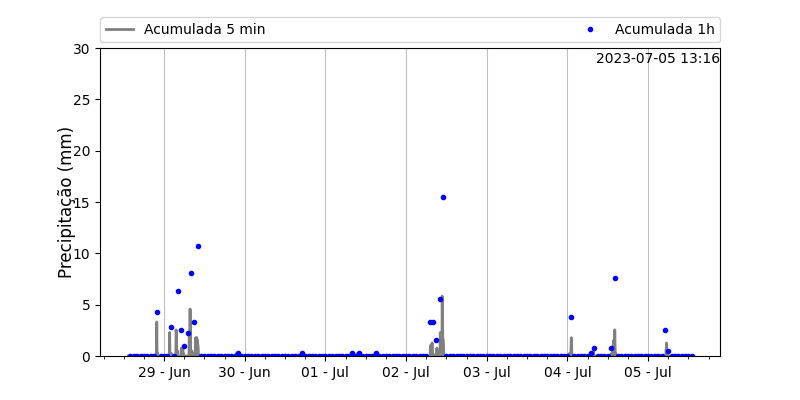 Acumulada 5 min Acumulada 1h
2023-07-05 13:16
Precipitação (mm)
30
25
20
15
10
5
0
29 - Jun 30 - Jun 01 - Jul 02 - Jul 03 - Jul 04 - Jul 05 - Jul